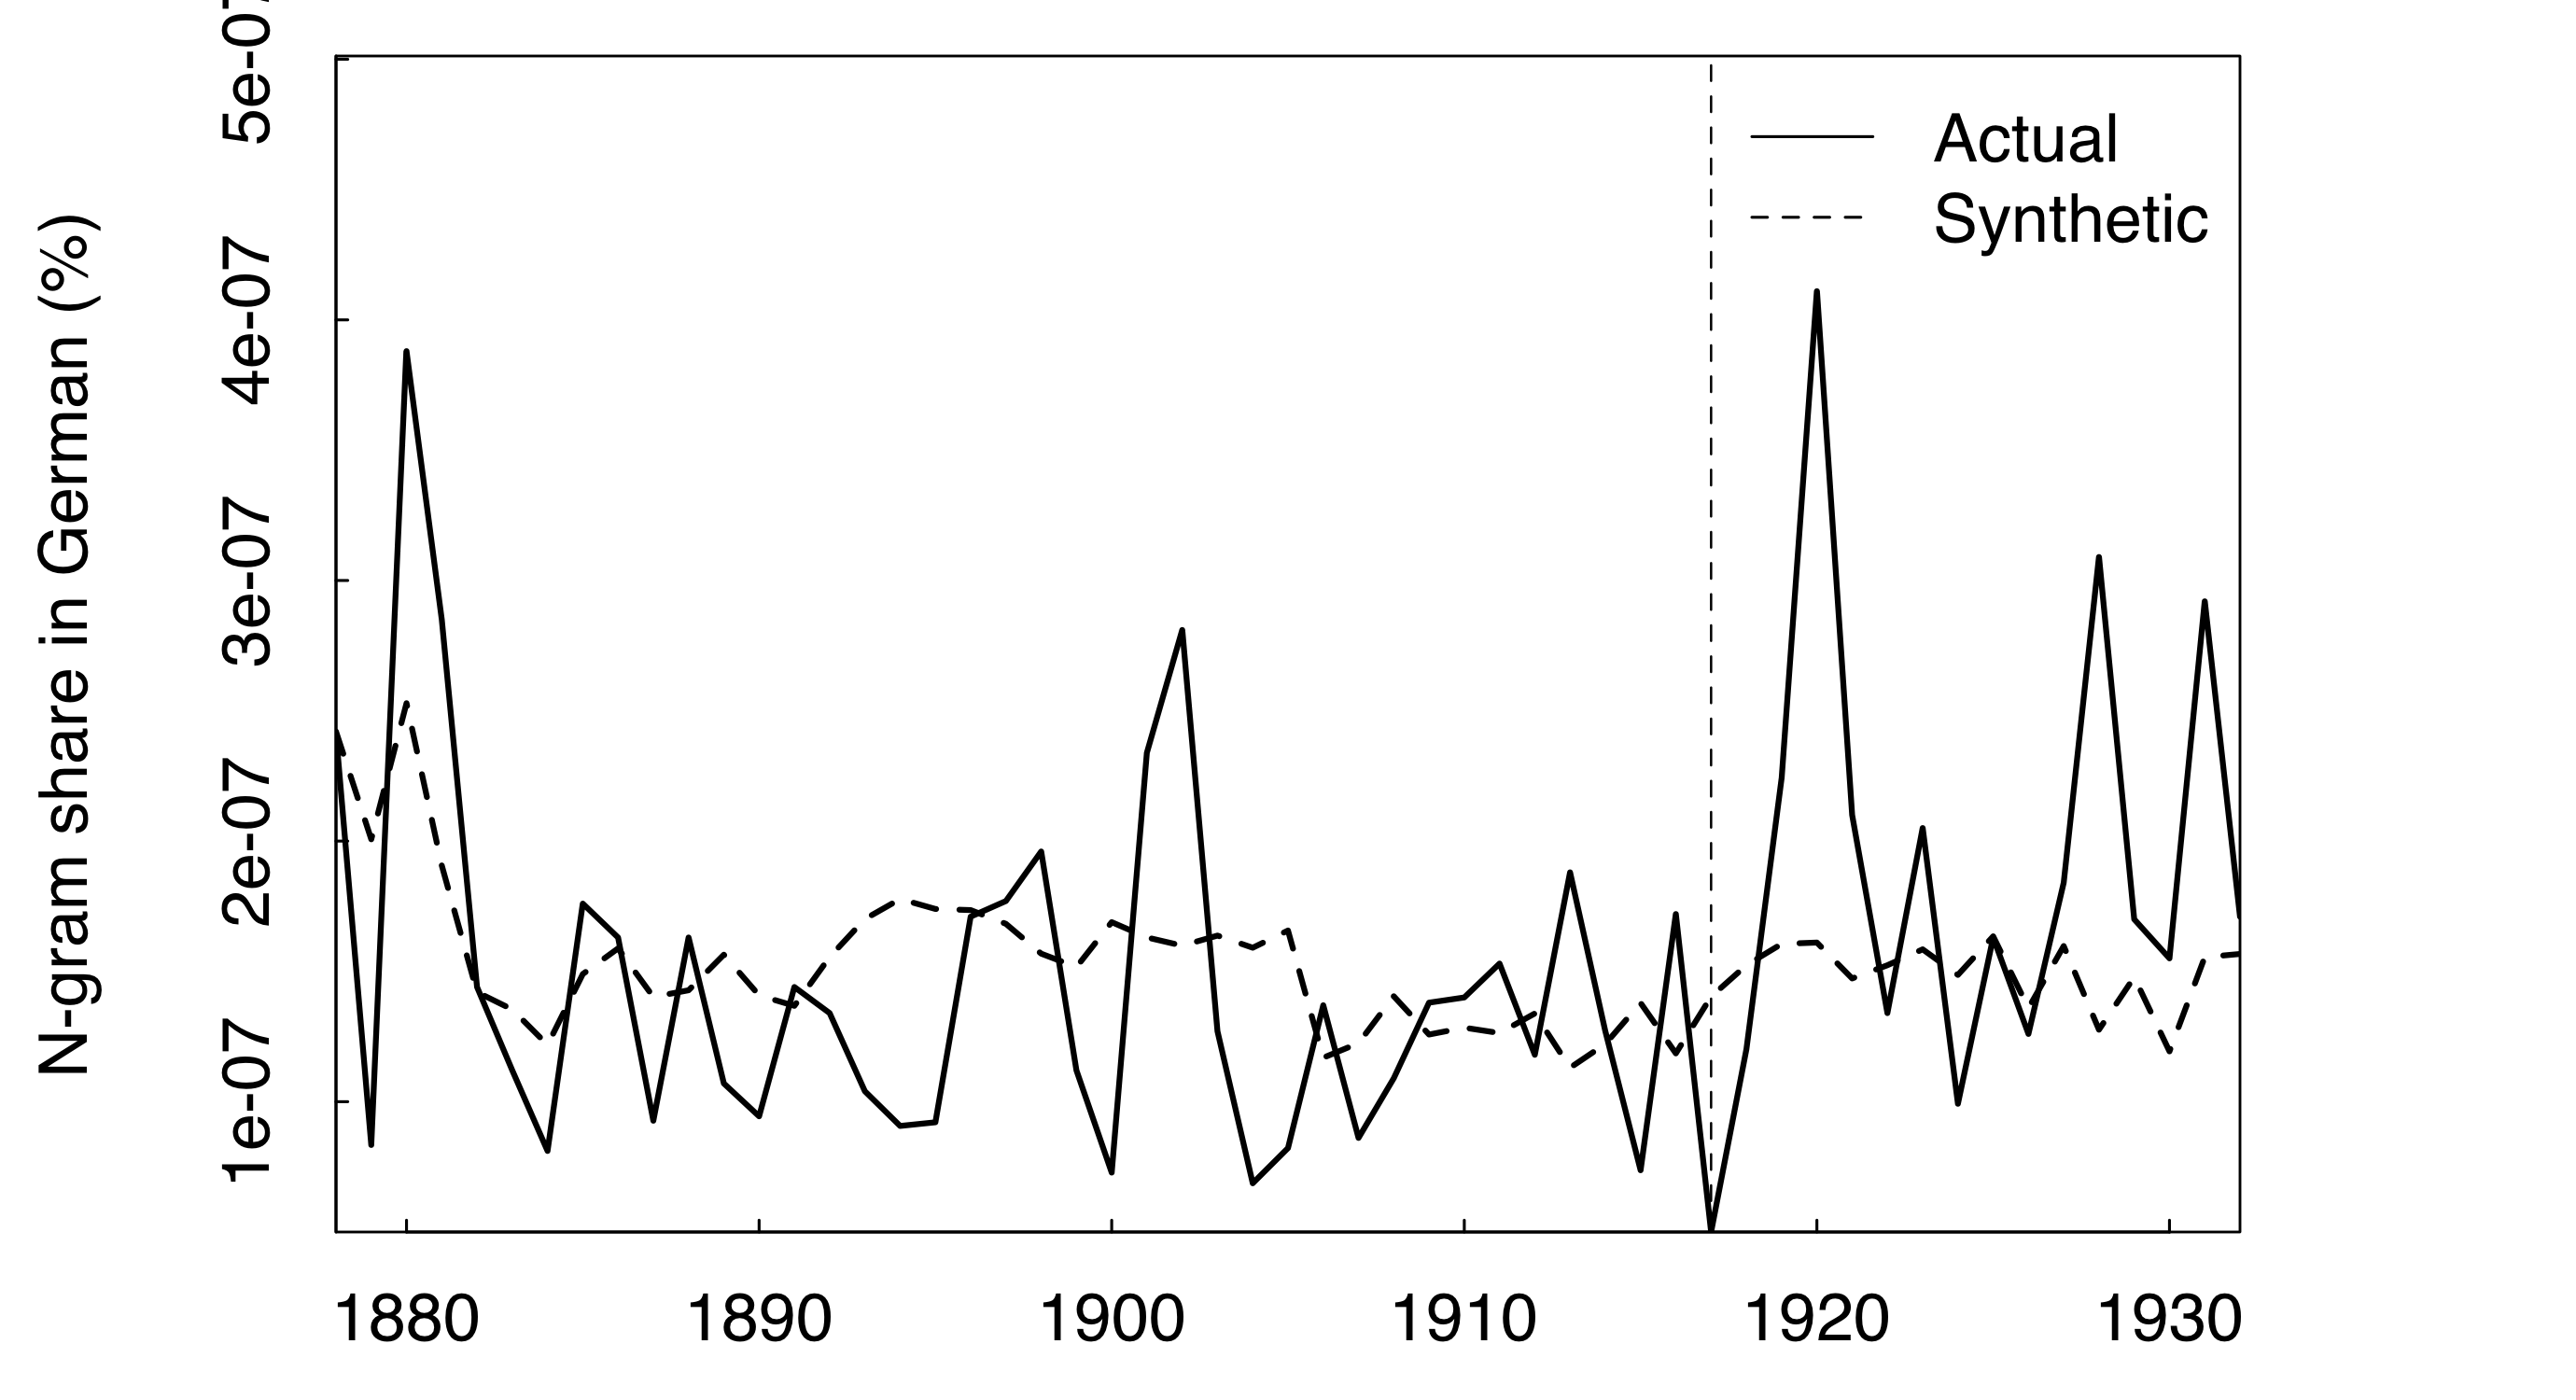 N-gram share in German (%)
5e-07
4e-07
3e-07
2e-07
1e-07
Actual
Synthetic
1880 1890 1900 1910 1920 1930